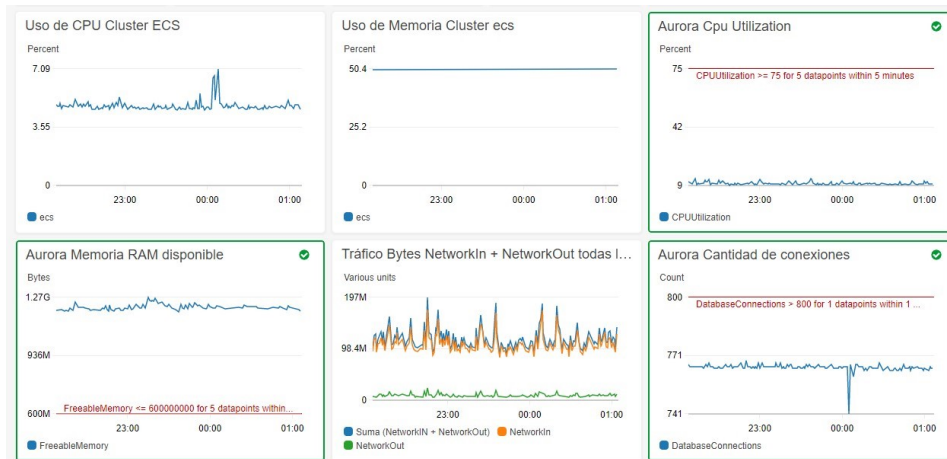 Uso de CPU Cluster ECS
Percent
7.09
3.55
0
23:00 00:00 01:00
ecs
Uso de Memoria Cluster ecs
Percent
50.4
25.2
0
23:00 00:00 01:00
ecs
Aurora Cpu Utilization
Percent
75
CPUUtilization >= 75 for 5 datapoints within 5 minutes
42
9
23:00 00:00 01:00
CPUUtilization
Aurora Memoria RAM disponible
Bytes
1.27G
936M
600M
FreeableMemory <= 600000000 for 5 datapoints within...
23:00 00:00 01:00
FreeableMemory
Tráfico Bytes NetworkIn + NetworkOut todas l...
Various units
197M
98.4M
0
23:00 00:00 01:00
Suma (NetworkIN + NetworkOut) NetworkIn
NetworkOut
Aurora Cantidad de conexiones
Count
800
DatabaseConnections > 800 for 1 datapoints within 1 ...
771
741
23:00 00:00 01:00
DatabaseConnections